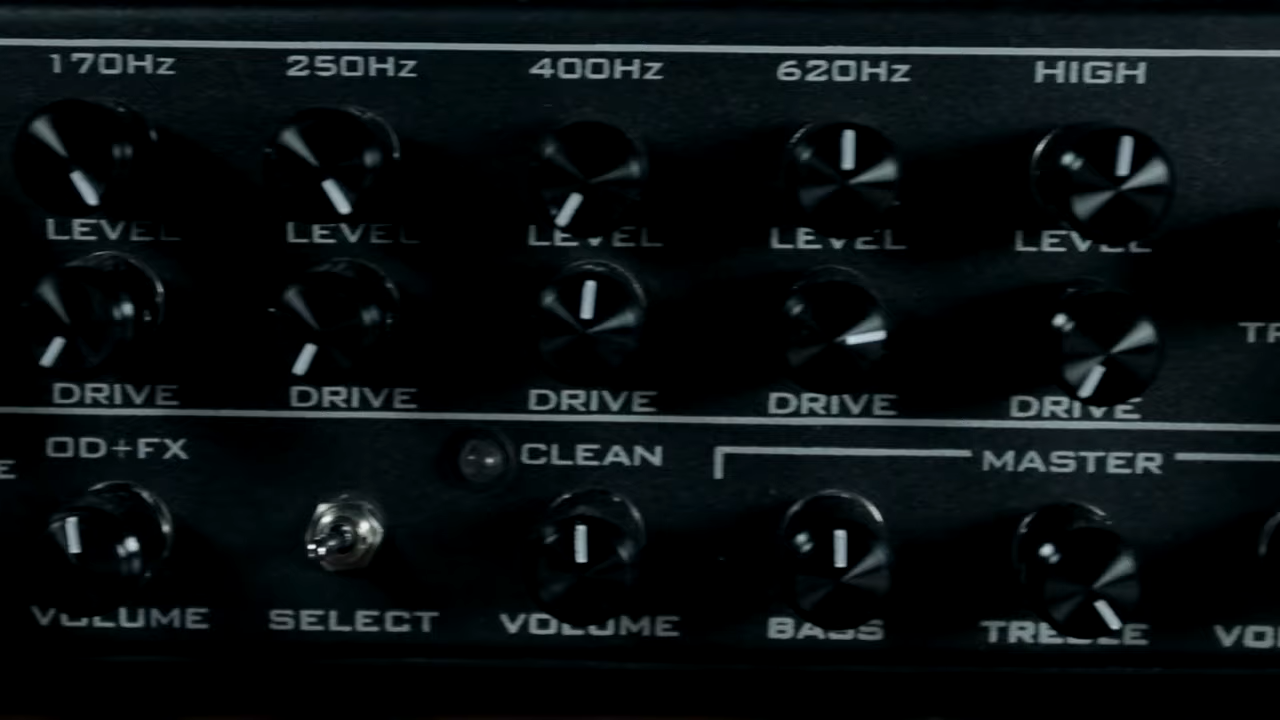 170Hz 250Hz 400Hz 620Hz HIGH
LEVEL LEVEL LEVEL LEVEL LEVEL
DRIVE DRIVE DRIVE DRIVE DRIVE
OD+FX CLEAN MASTER
VOLUME SELECT VOLUME BASS TREBLE